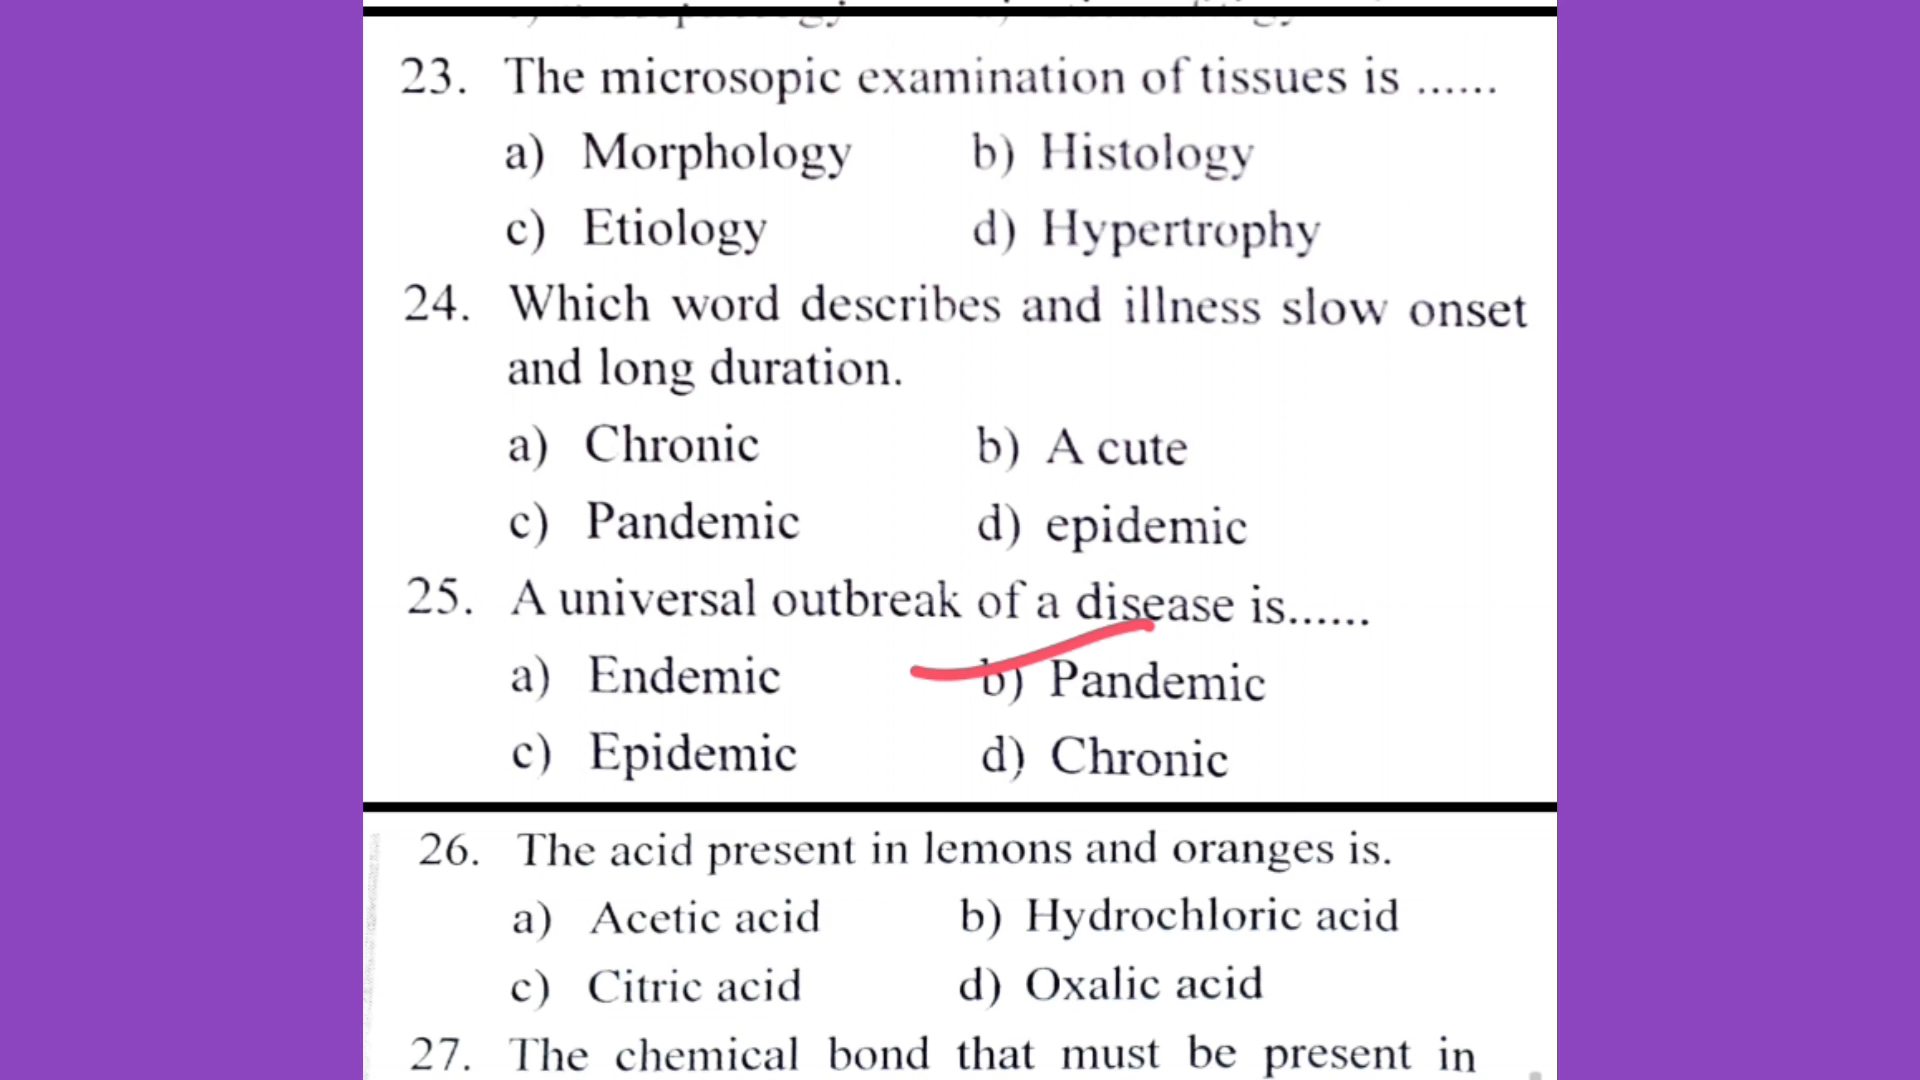 23. The microsopic examination of tissues is ......
a) Morphology b) Histology
c) Etiology d) Hypertrophy
24. Which word describes and illness slow onset
and long duration.
a) Chronic b) A cute
c) Pandemic d) epidemic
25. A universal outbreak of a disease is......
a) Endemic b) Pandemic
c) Epidemic d) Chronic
26. The acid present in lemons and oranges is.
a) Acetic acid b) Hydrochloric acid
c) Citric acid d) Oxalic acid
27. The chemical bond that must be present in